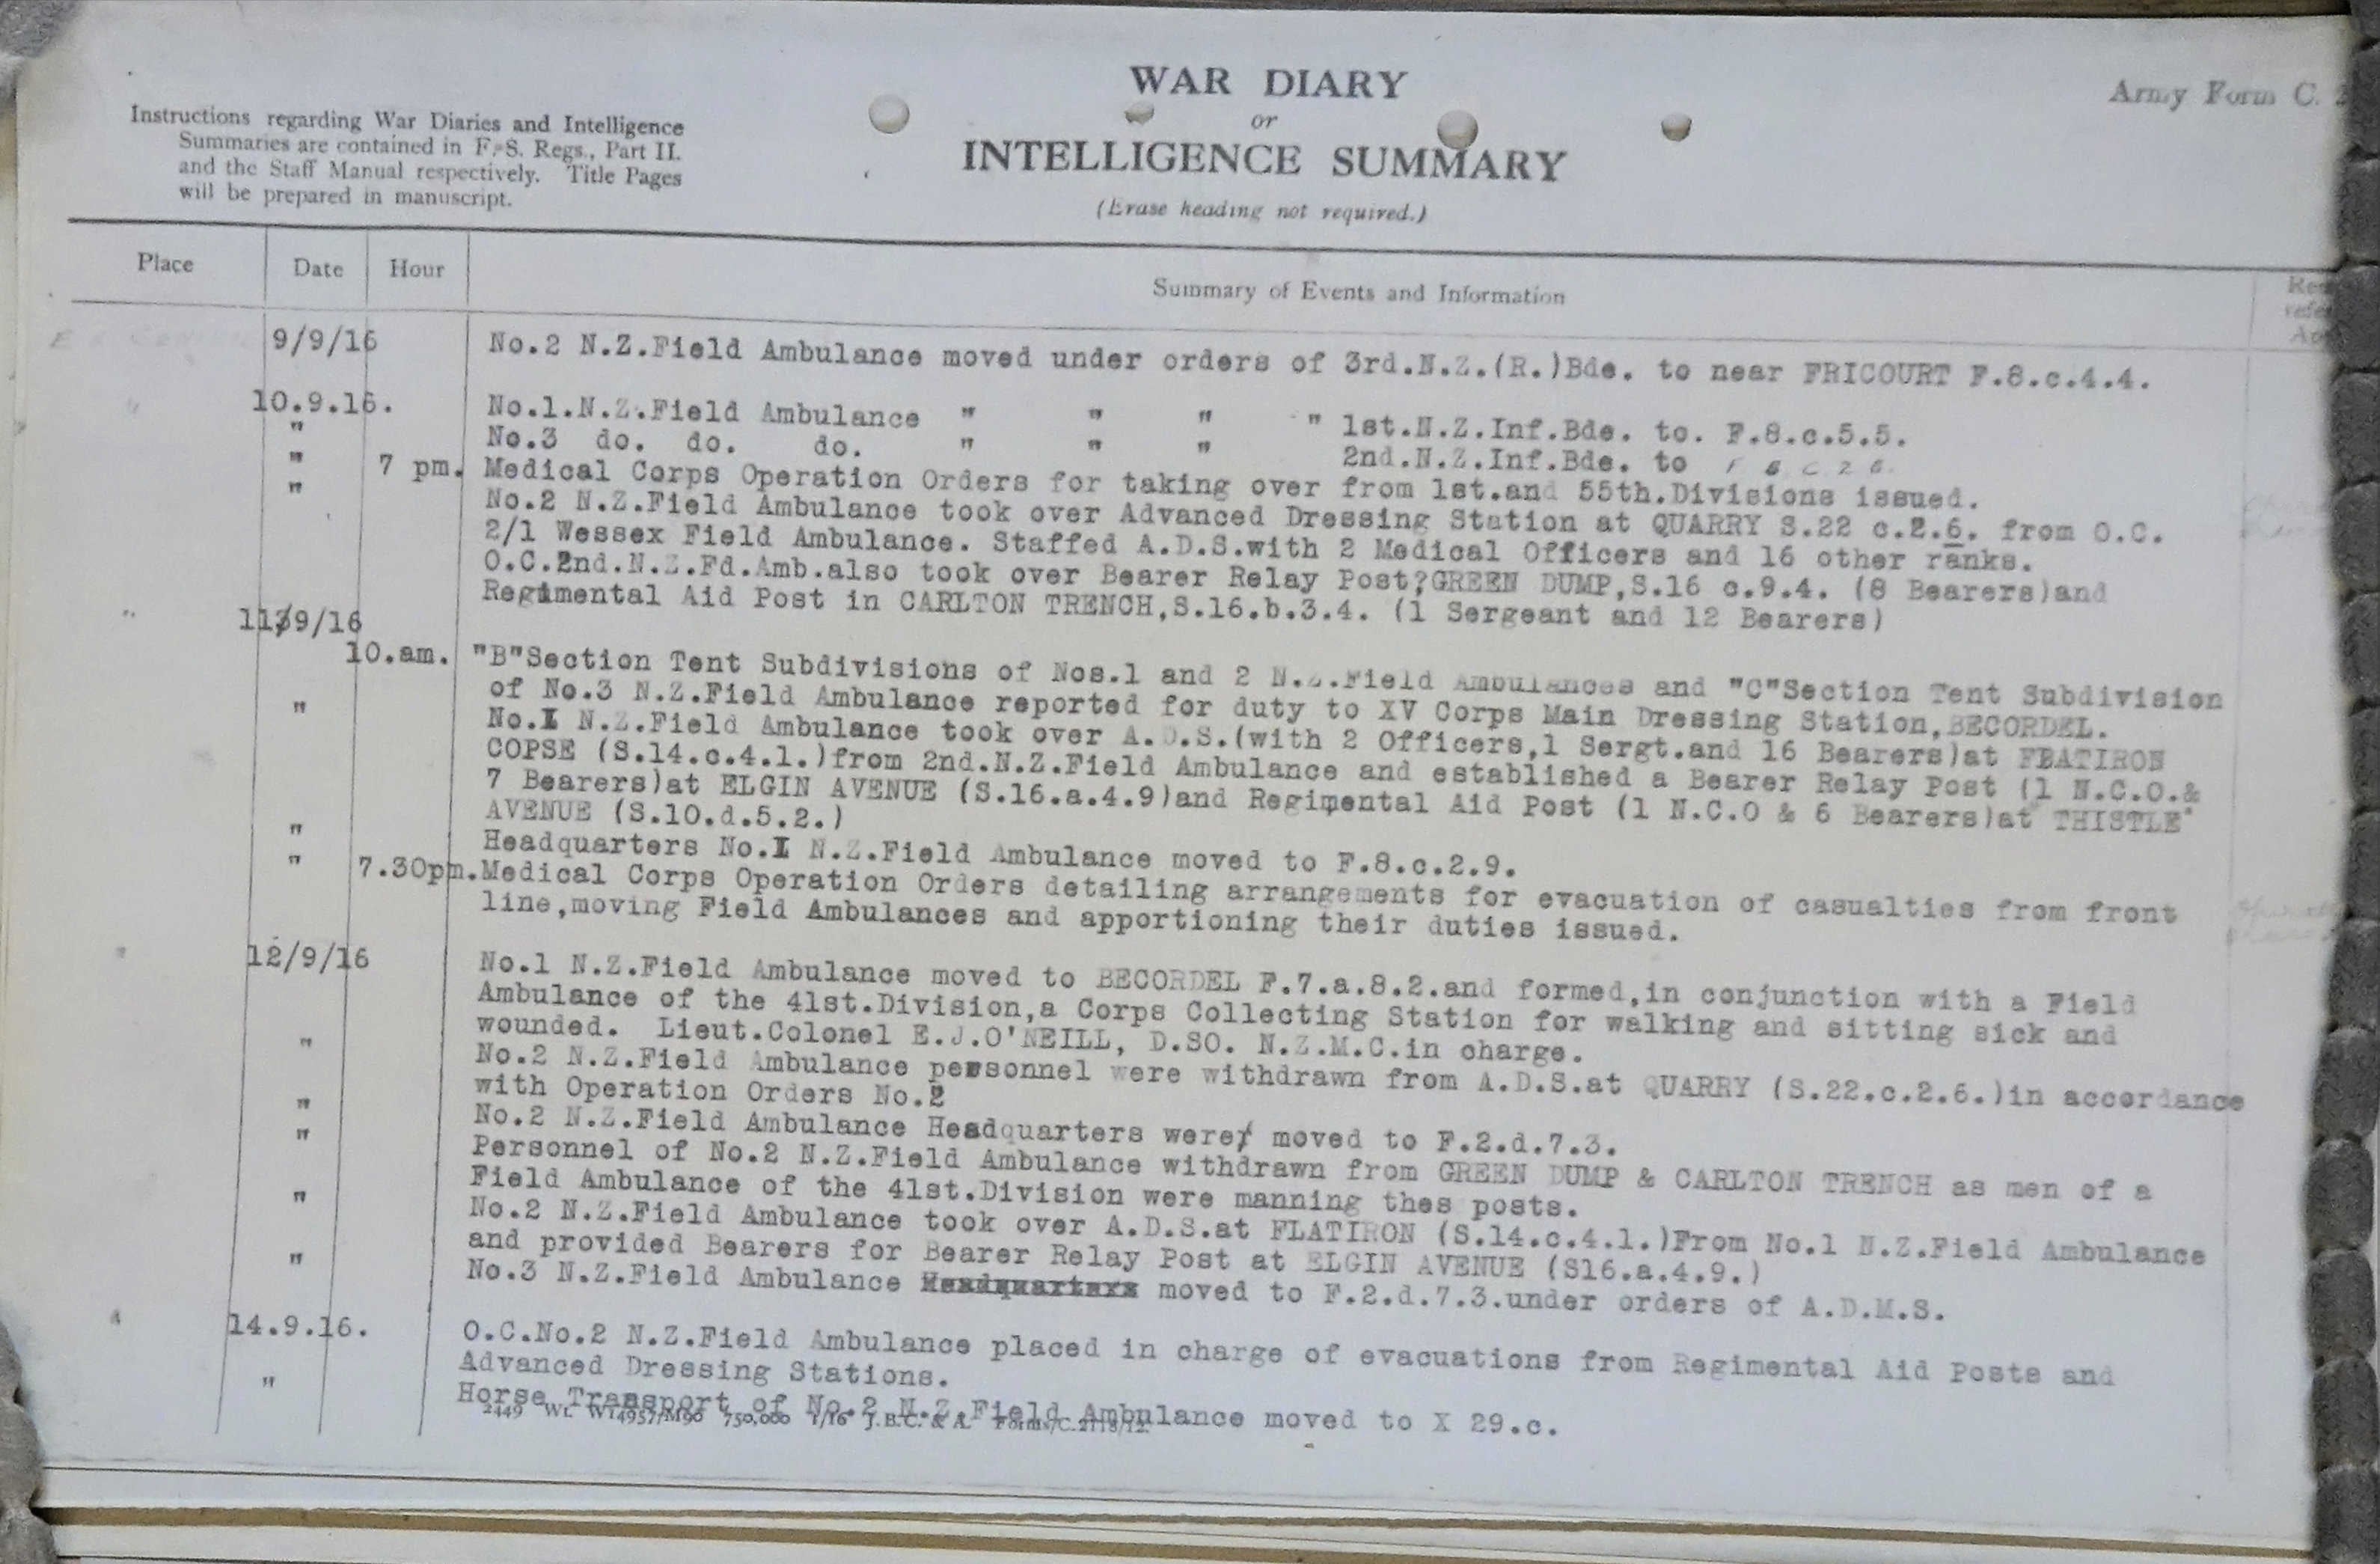 WAR DIARY
or
INTELLIGENCE SUMMARY
(Erase heading not required.)
Army Form C. 2
Instructions regarding War Diaries and Intelligence
Summaries are contained in F. S. Regs., Part II.
and the Staff Manual respectively. Title Pages
will be prepared in manuscript.
Place Date Hour Summary of Events and Information
9/9/16 No.2 N.Z.Field Ambulance moved under orders of 3rd.N.Z.(R.)Bde. to near FRICOURT F.8.c.4.4.
" 10.9.16. No.1.N.Z.Field Ambulance " " " " 1st.N.Z.Inf.Bde. to. F.8.c.5.5.
" No.3 do. do. do. " " " 2nd.N.Z.Inf.Bde. to F 8 C 2 8.
" 7 pm. Medical Corps Operation Orders for taking over from 1st.and 55th.Divisions issued.
" No.2 N.Z.Field Ambulance took over Advanced Dressing Station at QUARRY S.22 c.2.6. from O.C.
2/1 Wessex Field Ambulance. Staffed A.D.S.with 2 Medical Officers and 16 other ranks.
O.C.2nd.N.Z.Fd.Amb.also took over Bearer Relay Post?GREEN DUMP,S.16 c.9.4. (8 Bearers)and
Regimental Aid Post in CARLTON TRENCH,S.16.b.3.4. (1 Sergeant and 12 Bearers)
" 11/9/16
10.am. "B"Section Tent Subdivisions of Nos.1 and 2 N.Z.Field Ambulances and "C"Section Tent Subdivision
of No.3 N.Z.Field Ambulance reported for duty to XV Corps Main Dressing Station,BECORDEL.
" No.I N.Z.Field Ambulance took over A.D.S.(with 2 Officers,1 Sergt.and 16 Bearers)at FBATIRON
COPSE (S.14.c.4.1.)from 2nd.N.Z.Field Ambulance and established a Bearer Relay Post (1 N.C.O.&
7 Bearers)at ELGIN AVENUE (S.16.a.4.9)and Regimental Aid Post (1 N.C.O & 6 Bearers)at THISTLE
AVENUE (S.10.d.5.2.)
" Headquarters No.I N.Z.Field Ambulance moved to F.8.c.2.9.
" 7.30pm. Medical Corps Operation Orders detailing arrangements for evacuation of casualties from front
line,moving Field Ambulances and apportioning their duties issued.
" 12/9/16 No.1 N.Z.Field Ambulance moved to BECORDEL F.7.a.8.2.and formed,in conjunction with a Field
Ambulance of the 41st.Division,a Corps Collecting Station for walking and sitting sick and
wounded. Lieut.Colonel E.J.O'NEILL, D.SO. N.Z.M.C.in charge.
" No.2 N.Z.Field Ambulance personnel were withdrawn from A.D.S.at QUARRY (S.22.c.2.6.)in accordance
with Operation Orders No.2
" No.2 N.Z.Field Ambulance Headquarters were moved to F.2.d.7.3.
" Personnel of No.2 N.Z.Field Ambulance withdrawn from GREEN DUMP & CARLTON TRENCH as men of a
Field Ambulance of the 41st.Division were manning thes posts.
" No.2 N.Z.Field Ambulance took over A.D.S.at FLATIRON (S.14.c.4.1.)From No.1 N.Z.Field Ambulance
and provided Bearers for Bearer Relay Post at ELGIN AVENUE (S16.a.4.9.)
" No.3 N.Z.Field Ambulance Headquarters moved to F.2.d.7.3.under orders of A.D.M.S.
14.9.16. O.C.No.2 N.Z.Field Ambulance placed in charge of evacuations from Regimental Aid Posts and
Advanced Dressing Stations.
" Horse Transport of No.2 N.Z.Field Ambulance moved to X 29.c.
2449 Wt. W14957/M90 750,000 1/16 J.B.C. & A. Forms/C.2118/12.